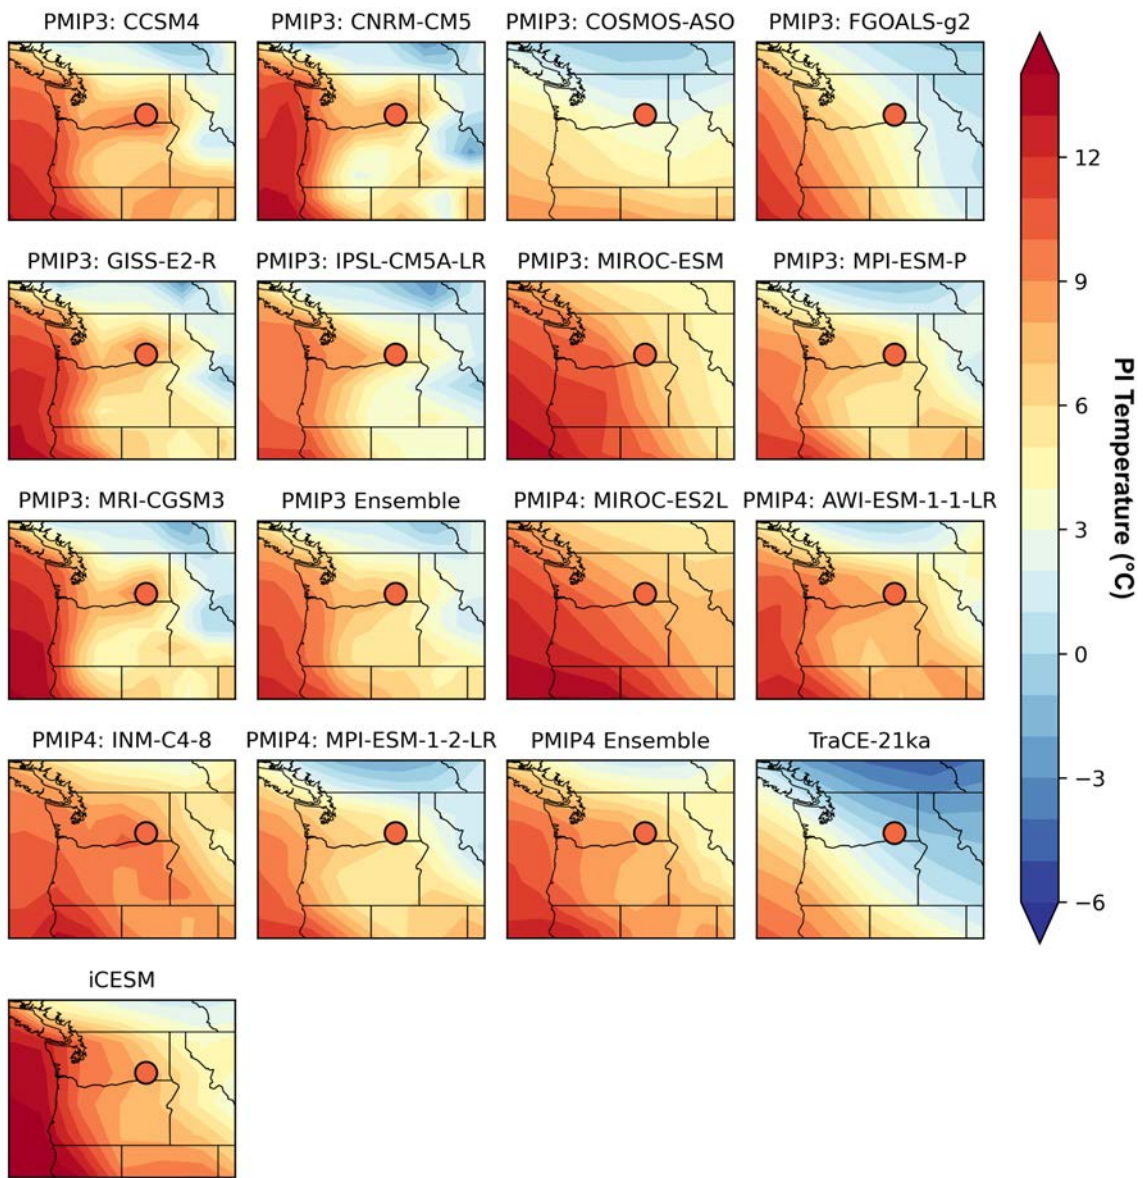 PMIP3: CCSM4
PMIP3: CNRM-CM5
PMIP3: COSMOS-ASO
PMIP3: FGOALS-g2
PMIP3: GISS-E2-R
PMIP3: IPSL-CM5A-LR
PMIP3: MIROC-ESM
PMIP3: MPI-ESM-P
PMIP3: MRI-CGSM3
PMIP3 Ensemble
PMIP4: MIROC-ES2L
PMIP4: AWI-ESM-1-1-LR
PMIP4: INM-C4-8
PMIP4: MPI-ESM-1-2-LR
PMIP4 Ensemble
TraCE-21ka
iCESM
12
9
6
3
0
−3
−6
PI Temperature (°C)